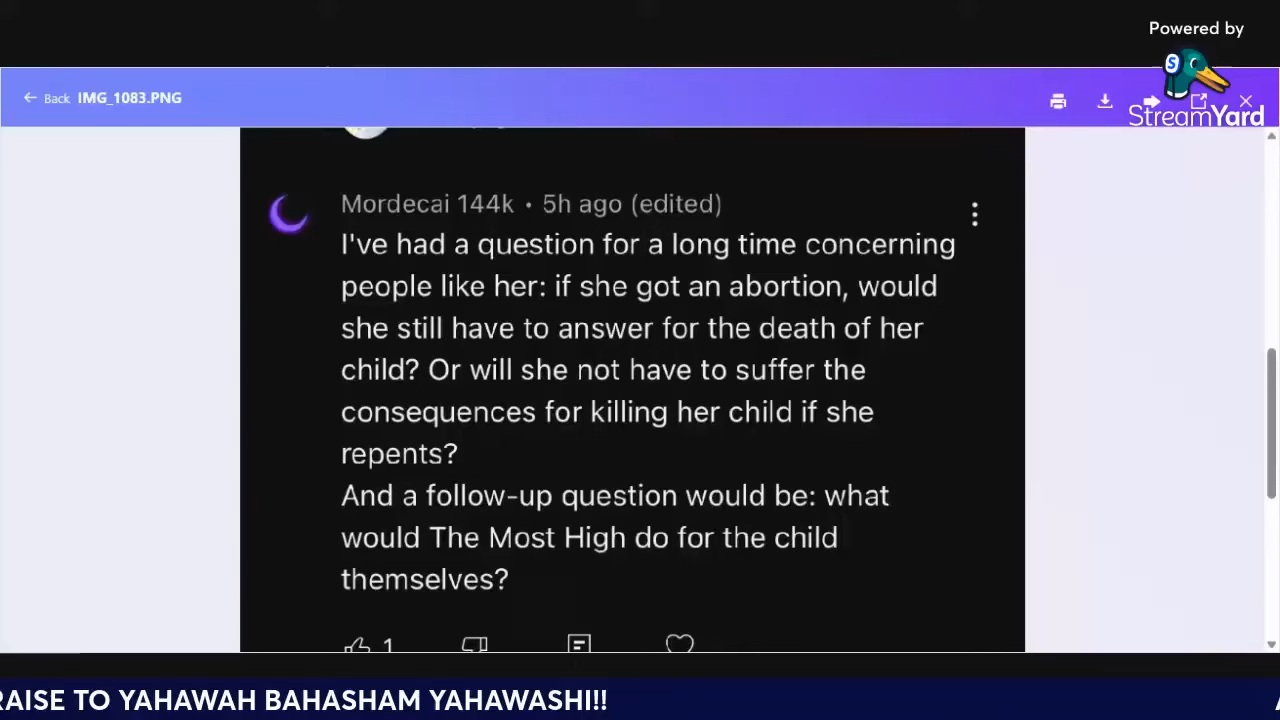 Powered by
StreamYard
Back IMG_1083.PNG
Mordecai 144k • 5h ago (edited)
I've had a question for a long time concerning
people like her: if she got an abortion, would
she still have to answer for the death of her
child? Or will she not have to suffer the
consequences for killing her child if she
repents?
And a follow-up question would be: what
would The Most High do for the child
themselves?
1
RAISE TO YAHAWAH BAHASHAM YAHAWASHI!!